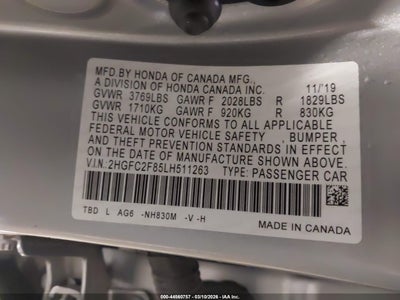 MFD BY HONDA OF CANADA MFG.,
A DIVISION OF HONDA CANADA INC. 11/19
GVWR 3769LBS GAWR F 2028LBS R 1829LBS
GVWR 1710KG GAWR F 920KG R 830KG
THIS VEHICLE CONFORMS TO ALL APPLICABLE
FEDERAL MOTOR VEHICLE SAFETY , BUMPER ,
AND THEFT PREVENTION STANDARDS IN EFFECT ON
THE DATE OF MANUFACTURE SHOWN ABOVE.
V.I.N.:2HGFC2F85LH511263 TYPE:PASSENGER CAR
TBD L AG6 -NH830M -V -H
MADE IN CANADA
000-44560757 - 03/10/2026 - IAA Inc.